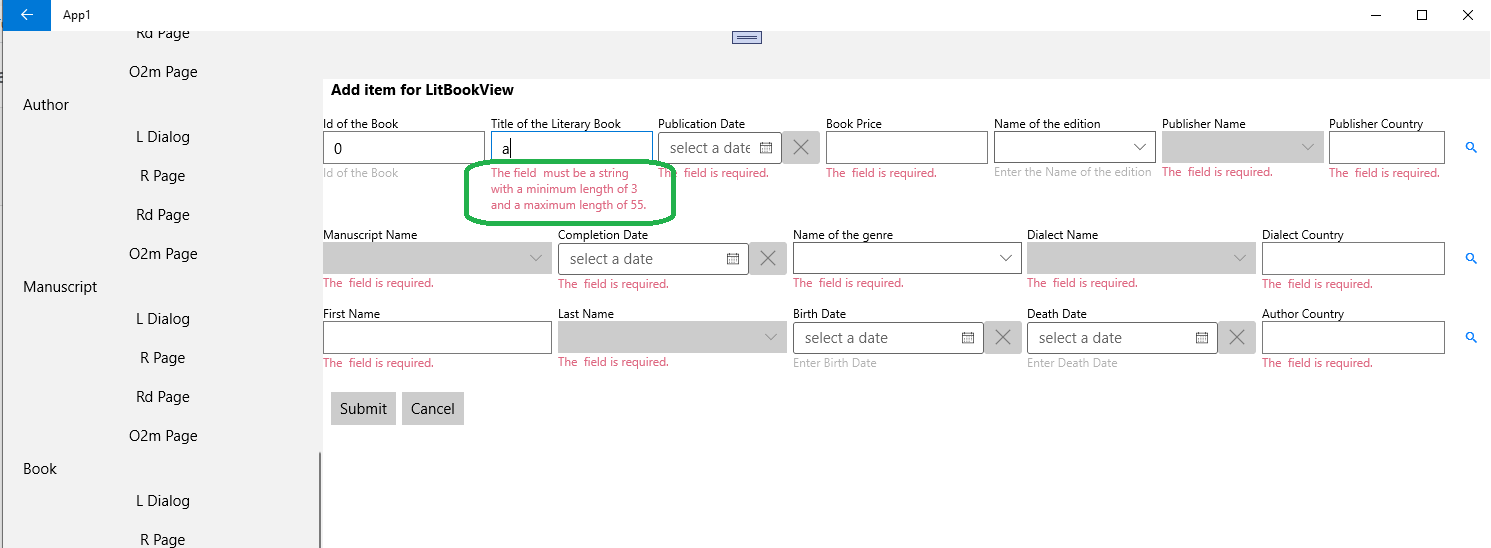 App1
Rd Page
O2m Page
Author
L Dialog
R Page
Rd Page
O2m Page
Manuscript
L Dialog
R Page
Rd Page
O2m Page
Book
L Dialog
R Page
Add item for LitBookView
Id of the Book Title of the Literary Book Publication Date Book Price Name of the edition Publisher Name Publisher Country
0 a select a date
Id of the Book The field must be a string The field is required. The field is required. Enter the Name of the edition The field is required. The field is required.
with a minimum length of 3
and a maximum length of 55.
Manuscript Name Completion Date Name of the genre Dialect Name Dialect Country
select a date
The field is required. The field is required. The field is required. The field is required. The field is required.
First Name Last Name Birth Date Death Date Author Country
select a date select a date
The field is required. The field is required. Enter Birth Date Enter Death Date The field is required.
Submit Cancel